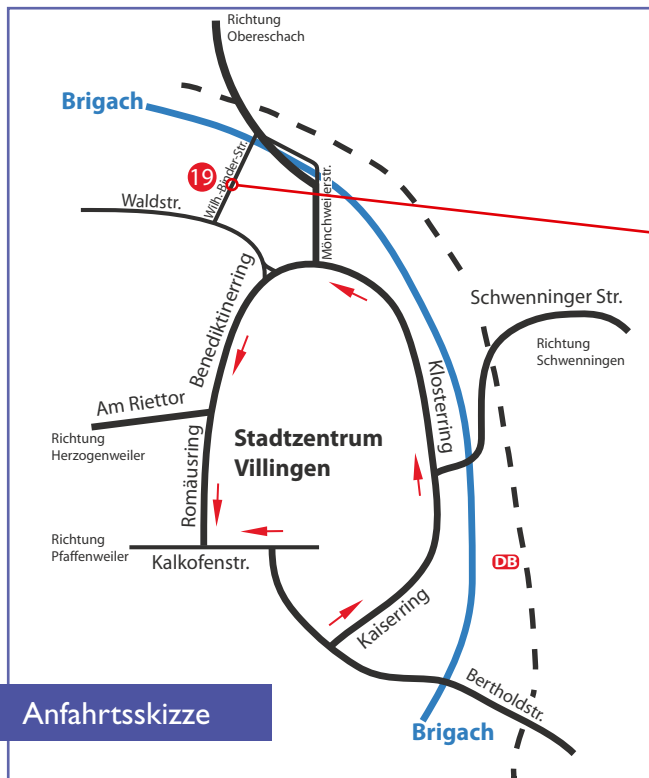 Richtung
Obereschach
Brigach
19
Wilh.-Binder-Str.
Waldstr.
Mönchweilerstr.
Benediktinerring
Schwenninger Str.
Richtung
Schwenningen
Klosterring
Am Riettor
Richtung
Herzogenweiler
Stadtzentrum
Villingen
Romäusring
Richtung
Pfaffenweiler
Kalkofenstr.
DB
Kaiserring
Bertholdstr.
Anfahrtsskizze
Brigach